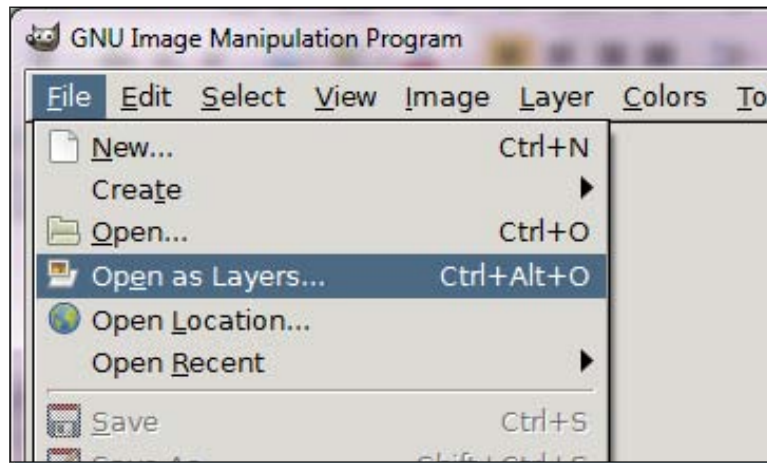 GNU Image Manipulation Program
File Edit Select View Image Layer Colors To
New... Ctrl+N
Create
Open... Ctrl+O
Open as Layers... Ctrl+Alt+O
Open Location...
Open Recent
Save Ctrl+S